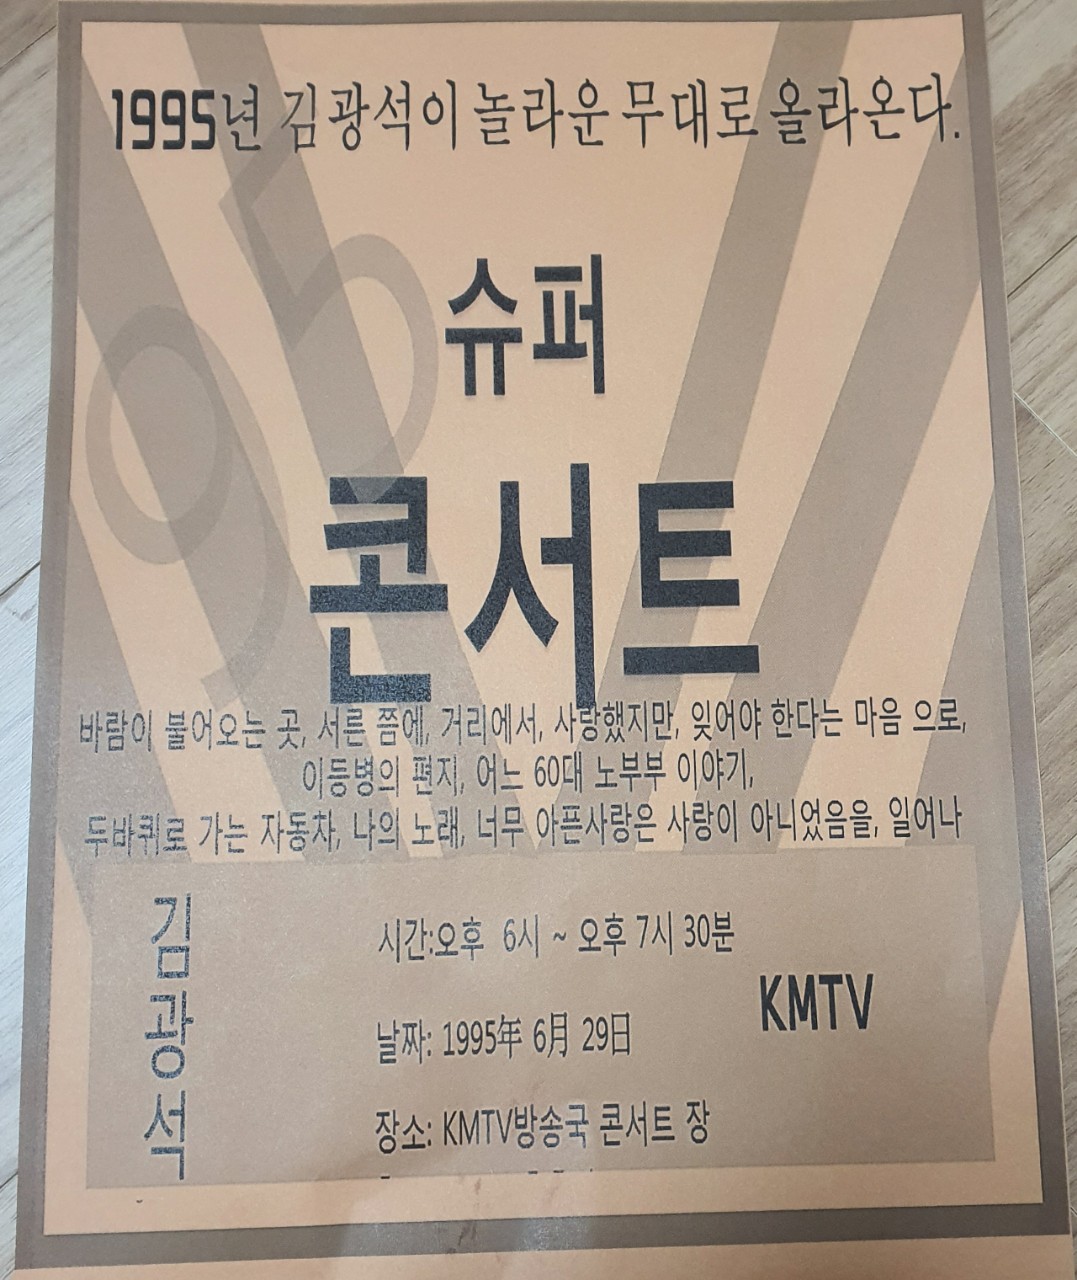 1995년 김광석이 놀라운 무대로 올라온다.
95
슈퍼
콘서트
바람이 불어오는 곳, 서른 쯤에, 거리에서, 사랑했지만, 잊어야 한다는 마음 으로,
이등병의 편지, 어느 60대 노부부 이야기,
두바퀴로 가는 자동차, 나의 노래, 너무 아픈사랑은 사랑이 아니었음을, 일어나
김광석
시간:오후 6시 ~ 오후 7시 30분
KMTV
날짜: 1995年 6月 29日
장소: KMTV방송국 콘서트 장